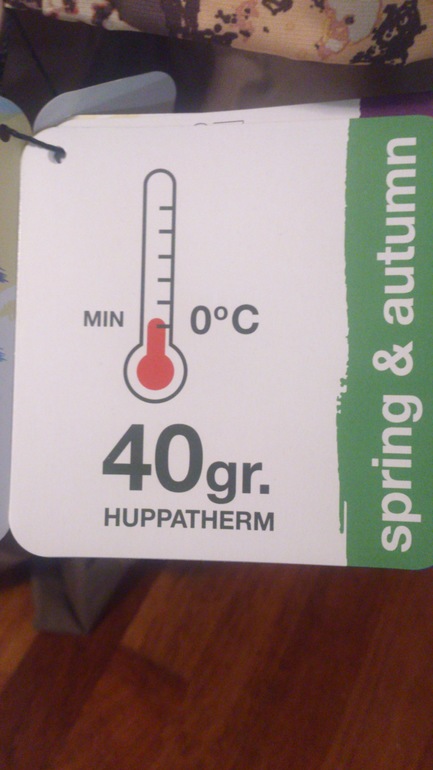 MIN 0°C
40gr.
HUPPATHERM
spring & autumn